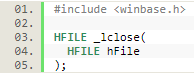 01. #include <winbase.h>
02.
03. HFILE _lclose(
04. HFILE hFile
05. );